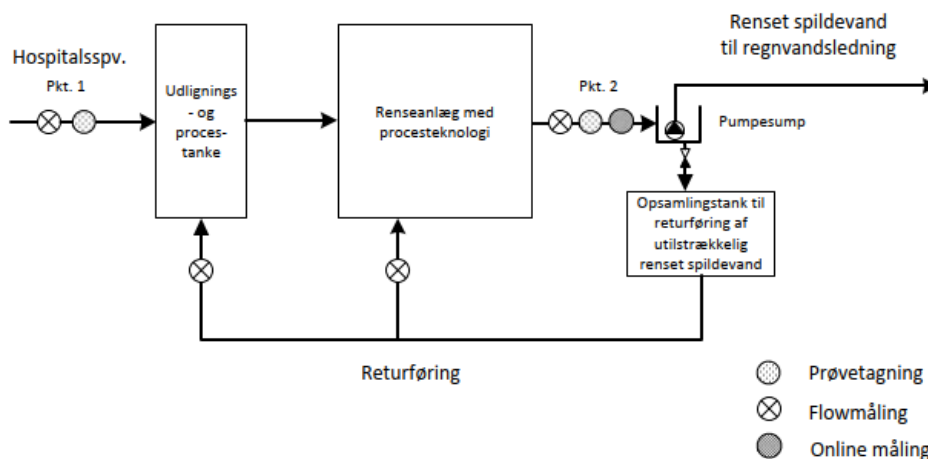 Renset spildevand
til regnvandsledning
Hospitalsspv.
Pkt. 1
Pkt. 2
Udlignings
- og
proces-
tanke
Renseanlæg med
procesteknologi
Pumpesump
Opsamlingstank til
returføring af
utilstrækkelig
renset spildevand
Returføring
Prøvetagning
Flowmåling
Online måling